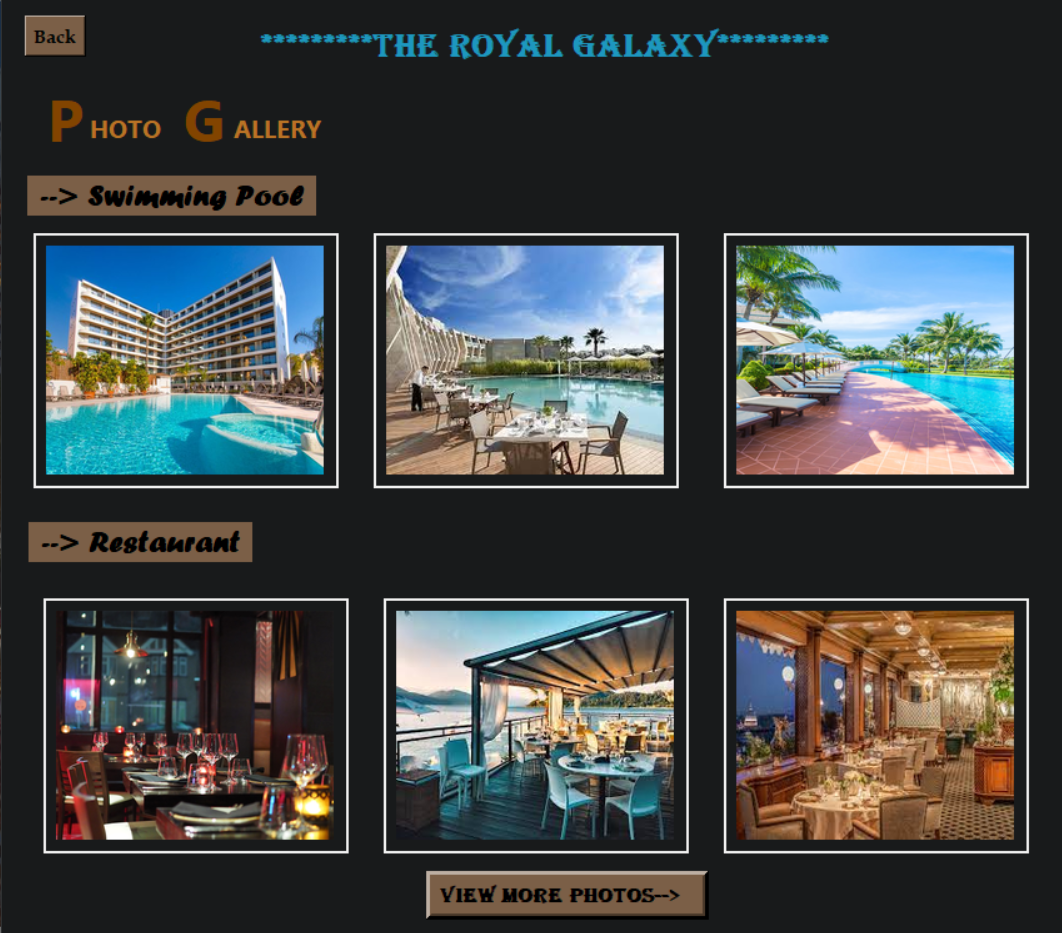 Back
*********THE ROYAL GALAXY*********
PHOTO GALLERY
--> Swimming Pool
--> Restaurant
VIEW MORE PHOTOS-->